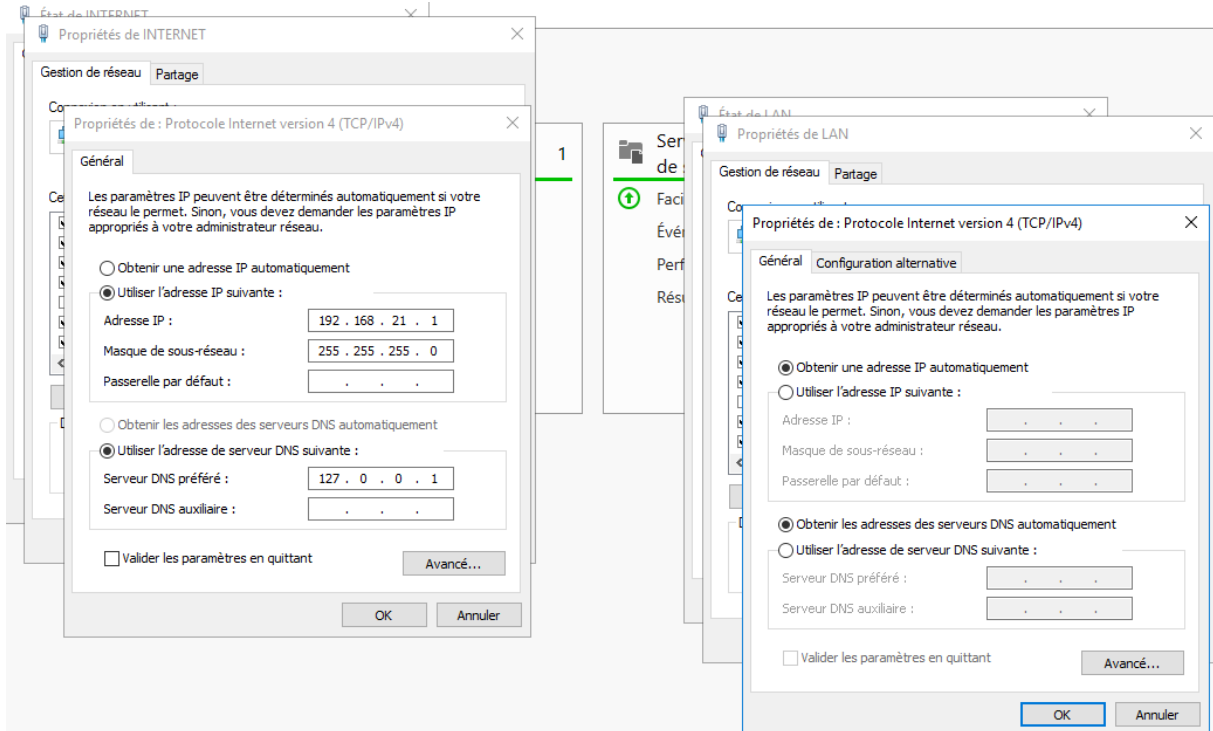 État de INTERNET
Propriétés de INTERNET
Gestion de réseau Partage
Propriétés de : Protocole Internet version 4 (TCP/IPv4)
Général
Les paramètres IP peuvent être déterminés automatiquement si votre
réseau le permet. Sinon, vous devez demander les paramètres IP
appropriés à votre administrateur réseau.
Obtenir une adresse IP automatiquement
Utiliser l'adresse IP suivante :
Adresse IP : 192 . 168 . 21 . 1
Masque de sous-réseau : 255 . 255 . 255 . 0
Passerelle par défaut : . . .
Obtenir les adresses des serveurs DNS automatiquement
Utiliser l'adresse de serveur DNS suivante :
Serveur DNS préféré : 127 . 0 . 0 . 1
Serveur DNS auxiliaire : . . .
Valider les paramètres en quittant
Avancé...
OK Annuler
1
Ser
de
Faci
Évé
Perf
Résu
État de LAN
Propriétés de LAN
Gestion de réseau Partage
Propriétés de : Protocole Internet version 4 (TCP/IPv4)
Général Configuration alternative
Les paramètres IP peuvent être déterminés automatiquement si votre
réseau le permet. Sinon, vous devez demander les paramètres IP
appropriés à votre administrateur réseau.
Obtenir une adresse IP automatiquement
Utiliser l'adresse IP suivante :
Adresse IP : . . .
Masque de sous-réseau : . . .
Passerelle par défaut : . . .
Obtenir les adresses des serveurs DNS automatiquement
Utiliser l'adresse de serveur DNS suivante :
Serveur DNS préféré : . . .
Serveur DNS auxiliaire : . . .
Valider les paramètres en quittant
Avancé...
OK Annuler